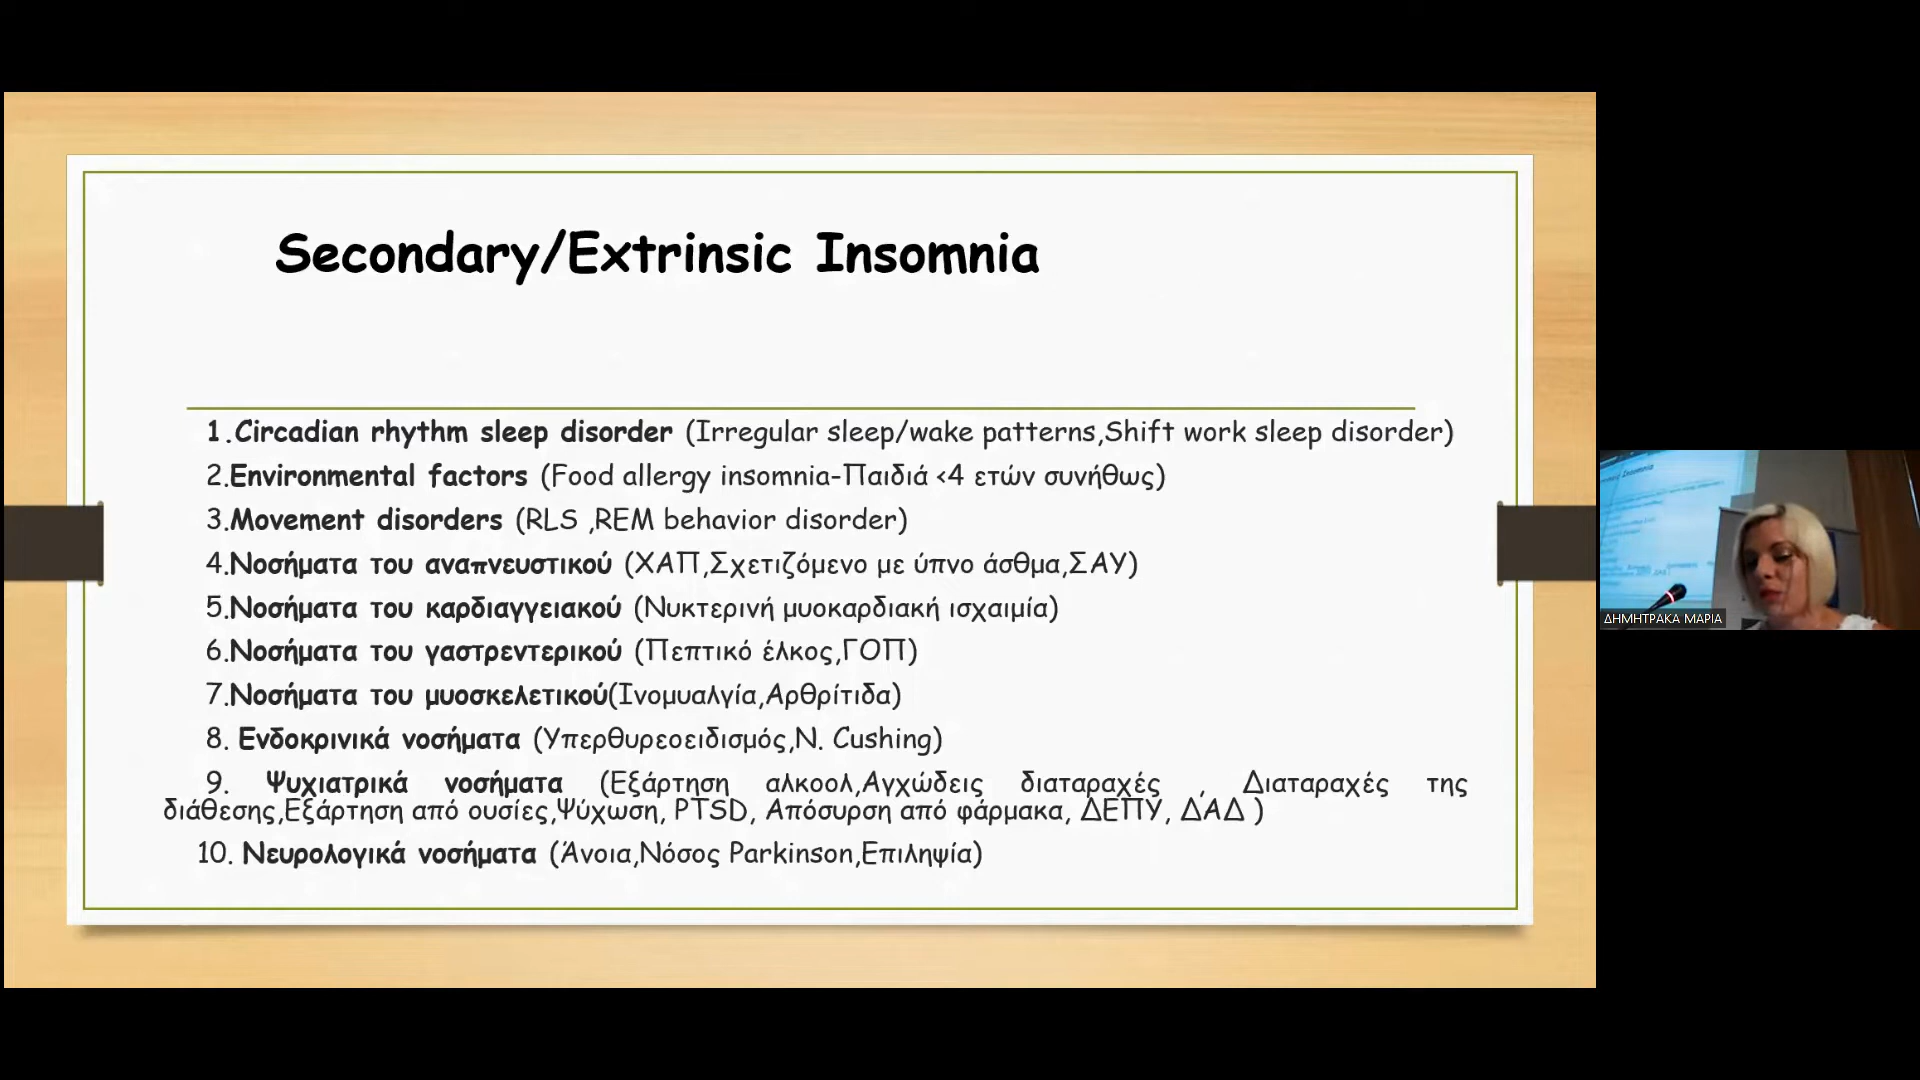 Secondary/Extrinsic Insomnia
1.Circadian rhythm sleep disorder (Irregular sleep/wake patterns,Shift work sleep disorder)
2.Environmental factors (Food allergy insomnia-Παιδιά <4 ετών συνήθως)
3.Movement disorders (RLS ,REM behavior disorder)
4.Νοσήματα του αναπνευστικού (ΧΑΠ,Σχετιζόμενο με ύπνο άσθμα,ΣΑΥ)
5.Νοσήματα του καρδιαγγειακού (Νυκτερινή μυοκαρδιακή ισχαιμία)
6.Νοσήματα του γαστρεντερικού (Πεπτικό έλκος,ΓΟΠ)
7.Νοσήματα του μυοσκελετικού(Ινομυαλγία,Αρθρίτιδα)
8. Ενδοκρινικά νοσήματα (Υπερθυρεοειδισμός,Ν. Cushing)
9. Ψυχιατρικά νοσήματα (Εξάρτηση αλκοολ,Αγχώδεις διαταραχές , Διαταραχές της
διάθεσης,Εξάρτηση από ουσίες,Ψύχωση, PTSD, Απόσυρση από φάρμακα, ΔΕΠΥ, ΔΑΔ )
10. Νευρολογικά νοσήματα (Άνοια,Νόσος Parkinson,Επιληψία)
ΔΗΜΗΤΡΑΚΑ ΜΑΡΙΑ